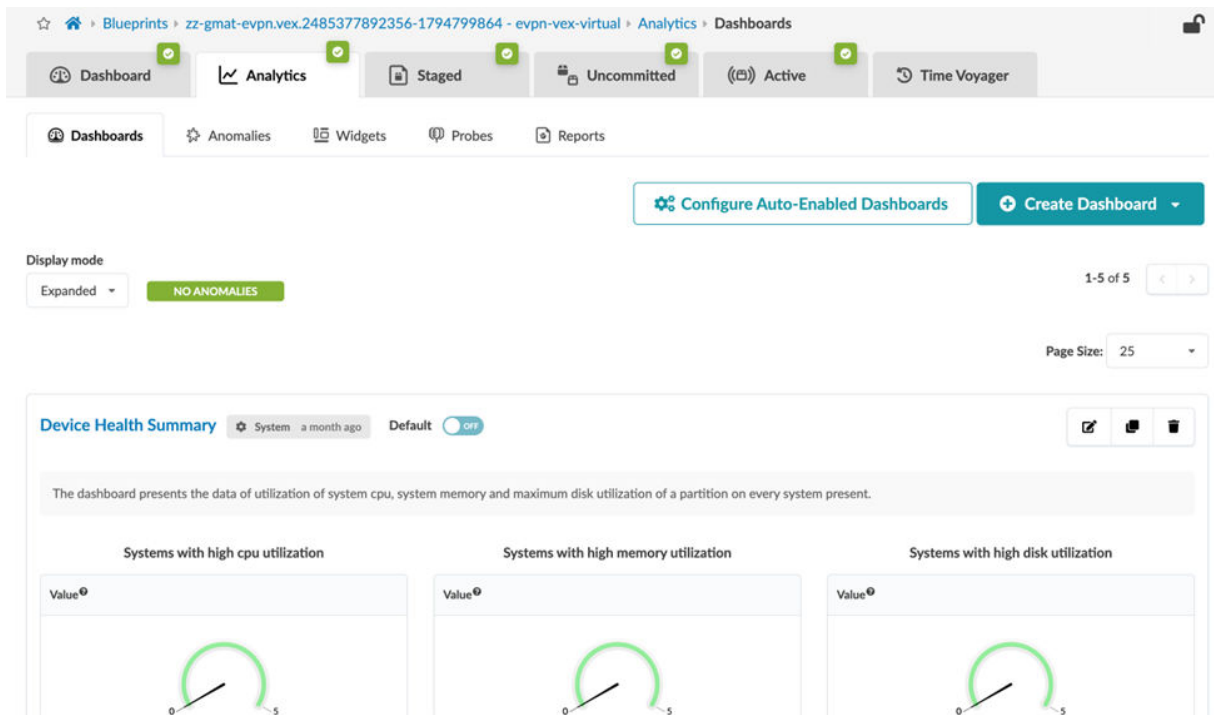 Blueprints zz-gmat-evpn.vex.2485377892356-1794799864 - evpn-vex-virtual Analytics Dashboards
Dashboard Analytics Staged Uncommitted Active Time Voyager
Dashboards Anomalies Widgets Probes Reports
Configure Auto-Enabled Dashboards Create Dashboard
Display mode
Expanded NO ANOMALIES 1-5 of 5
Page Size: 25
Device Health Summary System a month ago Default OFF
The dashboard presents the data of utilization of system cpu, system memory and maximum disk utilization of a partition on every system present.
Systems with high cpu utilization Systems with high memory utilization Systems with high disk utilization
Value Value Value
0 5 0 5 0 5